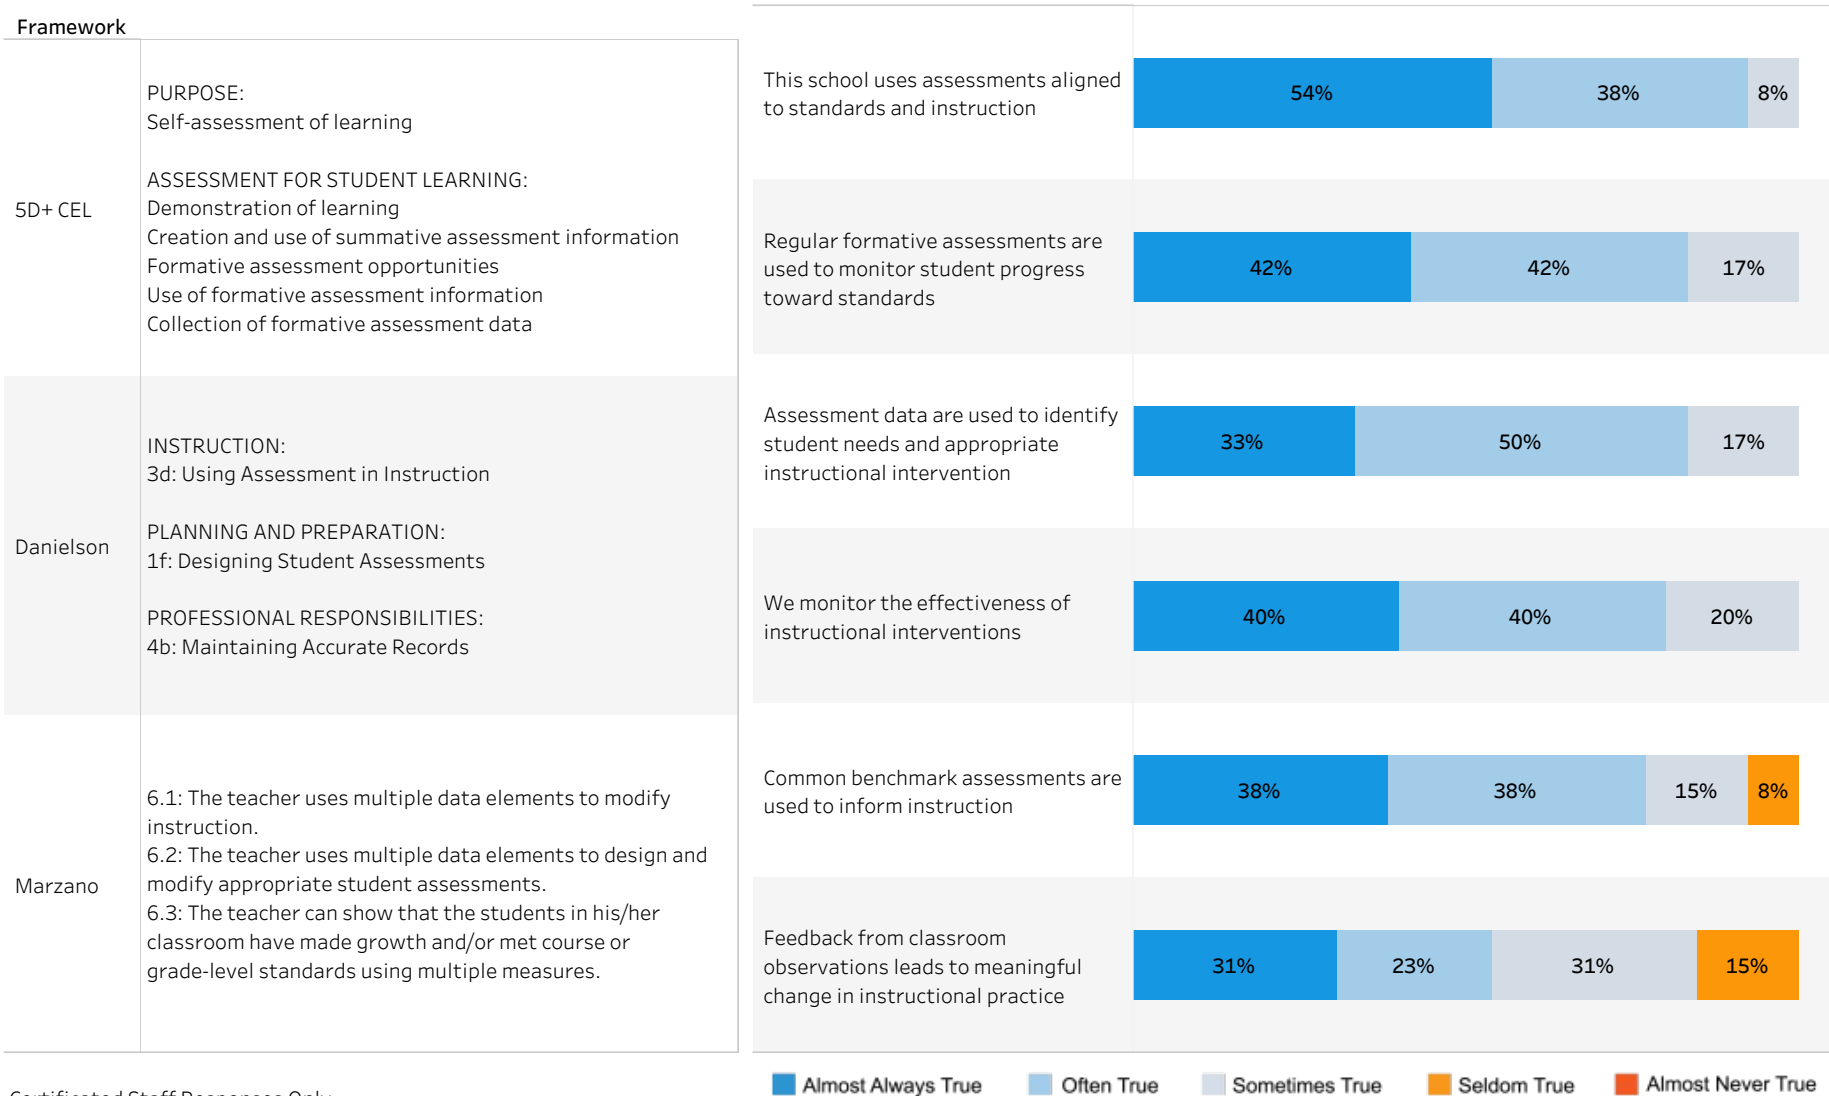 Framework
5D+ CEL
PURPOSE:
Self-assessment of learning
ASSESSMENT FOR STUDENT LEARNING:
Demonstration of learning
Creation and use of summative assessment information
Formative assessment opportunities
Use of formative assessment information
Collection of formative assessment data
Danielson
INSTRUCTION:
3d: Using Assessment in Instruction
PLANNING AND PREPARATION:
1f: Designing Student Assessments
PROFESSIONAL RESPONSIBILITIES:
4b: Maintaining Accurate Records
Marzano
6.1: The teacher uses multiple data elements to modify
instruction.
6.2: The teacher uses multiple data elements to design and
modify appropriate student assessments.
6.3: The teacher can show that the students in his/her
classroom have made growth and/or met course or
grade-level standards using multiple measures.
This school uses assessments aligned
to standards and instruction
54% 38% 8%
Regular formative assessments are
used to monitor student progress
toward standards
42% 42% 17%
Assessment data are used to identify
student needs and appropriate
instructional intervention
33% 50% 17%
We monitor the effectiveness of
instructional interventions
40% 40% 20%
Common benchmark assessments are
used to inform instruction
38% 38% 15% 8%
Feedback from classroom
observations leads to meaningful
change in instructional practice
31% 23% 31% 15%
Certificated Staff Responses Only
Almost Always True Often True Sometimes True Seldom True Almost Never True